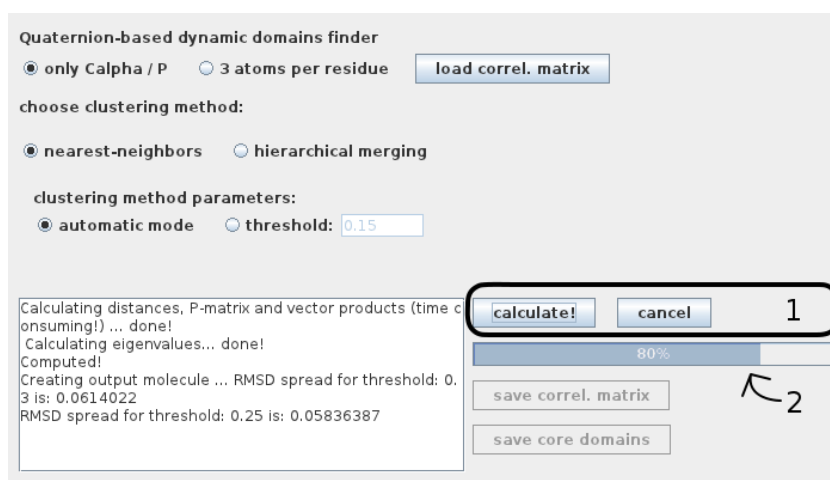 Quaternion-based dynamic domains finder
only Calpha / P 3 atoms per residue load correl. matrix
choose clustering method:
nearest-neighbors hierarchical merging
clustering method parameters:
automatic mode threshold: 0.15
Calculating distances, P-matrix and vector products (time c
onsuming!) ... done!
Calculating eigenvalues... done!
Computed!
Creating output molecule ... RMSD spread for threshold: 0.
3 is: 0.0614022
RMSD spread for threshold: 0.25 is: 0.05836387
calculate! cancel 1
80%
2
save correl. matrix
save core domains